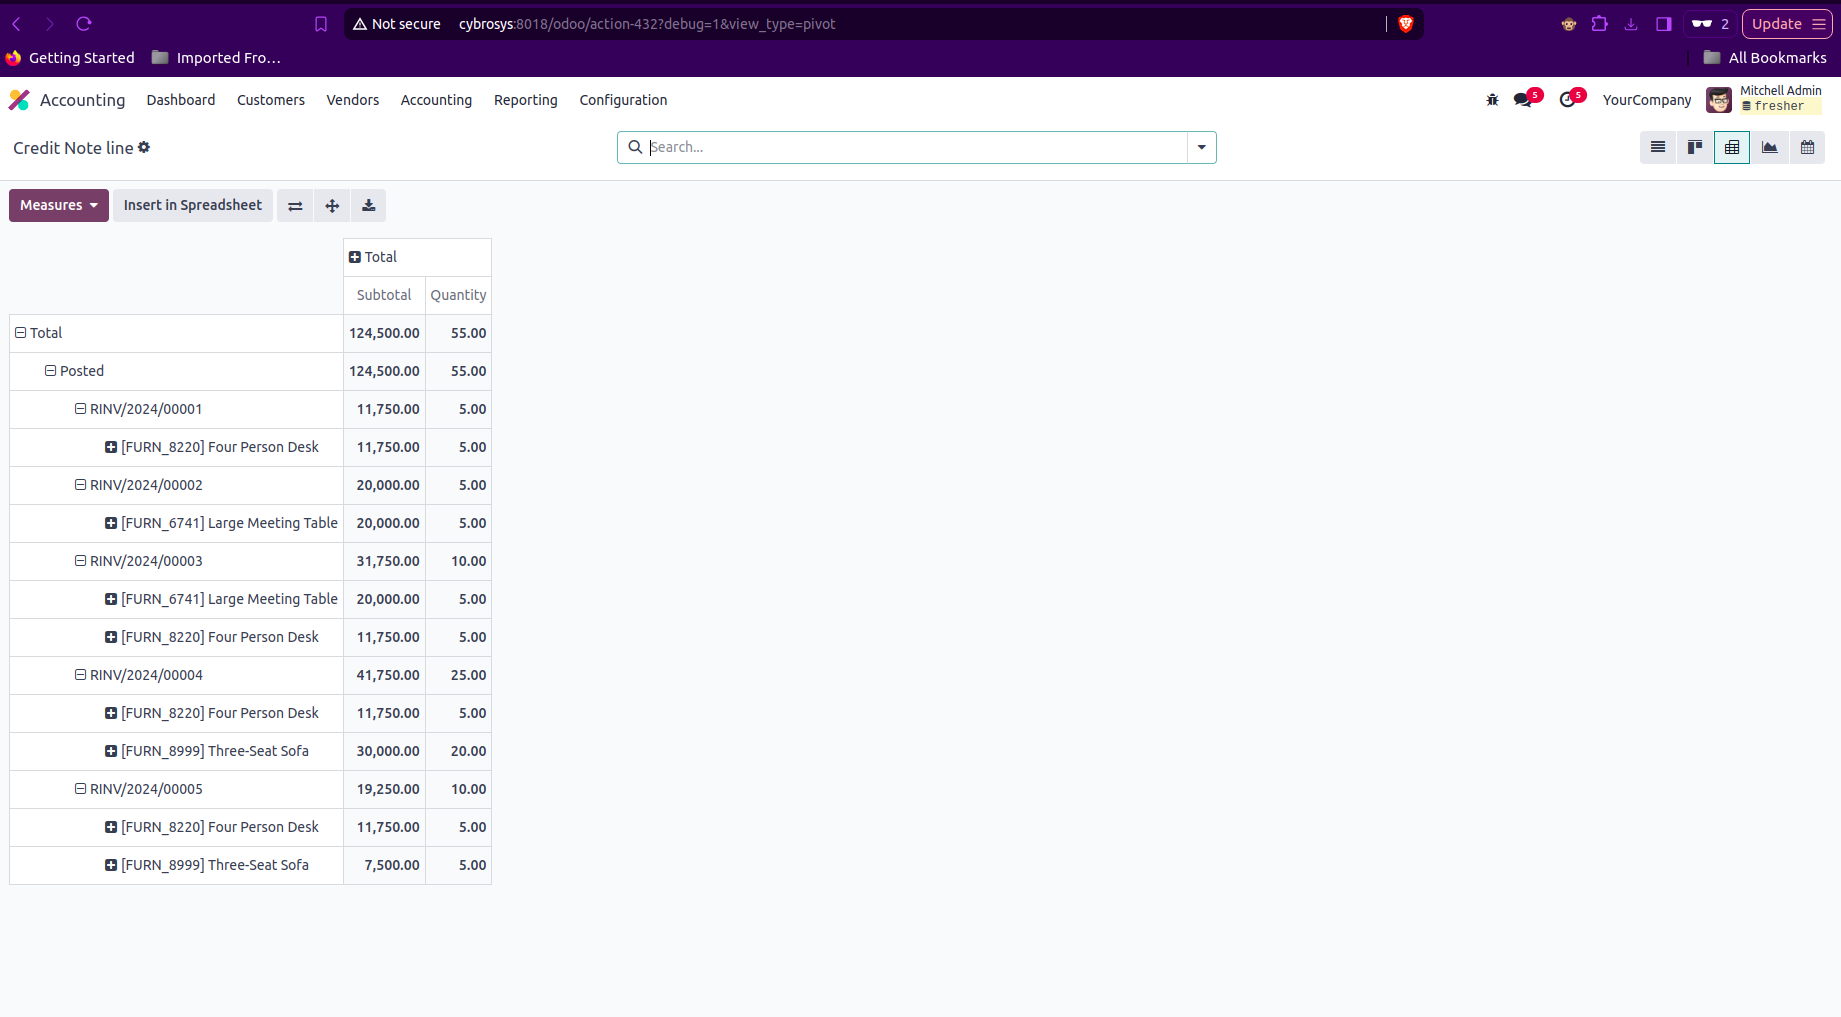 Not secure cybrosys:8018/odoo/action-432?debug=1&view_type=pivot 2 Update
Getting Started Imported Fro... All Bookmarks
Accounting Dashboard Customers Vendors Accounting Reporting Configuration 5 5 YourCompany Mitchell Admin
fresher
Credit Note line Search...
Measures Insert in Spreadsheet
Total
Subtotal Quantity
Total 124,500.00 55.00
Posted 124,500.00 55.00
RINV/2024/00001 11,750.00 5.00
[FURN_8220] Four Person Desk 11,750.00 5.00
RINV/2024/00002 20,000.00 5.00
[FURN_6741] Large Meeting Table 20,000.00 5.00
RINV/2024/00003 31,750.00 10.00
[FURN_6741] Large Meeting Table 20,000.00 5.00
[FURN_8220] Four Person Desk 11,750.00 5.00
RINV/2024/00004 41,750.00 25.00
[FURN_8220] Four Person Desk 11,750.00 5.00
[FURN_8999] Three-Seat Sofa 30,000.00 20.00
RINV/2024/00005 19,250.00 10.00
[FURN_8220] Four Person Desk 11,750.00 5.00
[FURN_8999] Three-Seat Sofa 7,500.00 5.00